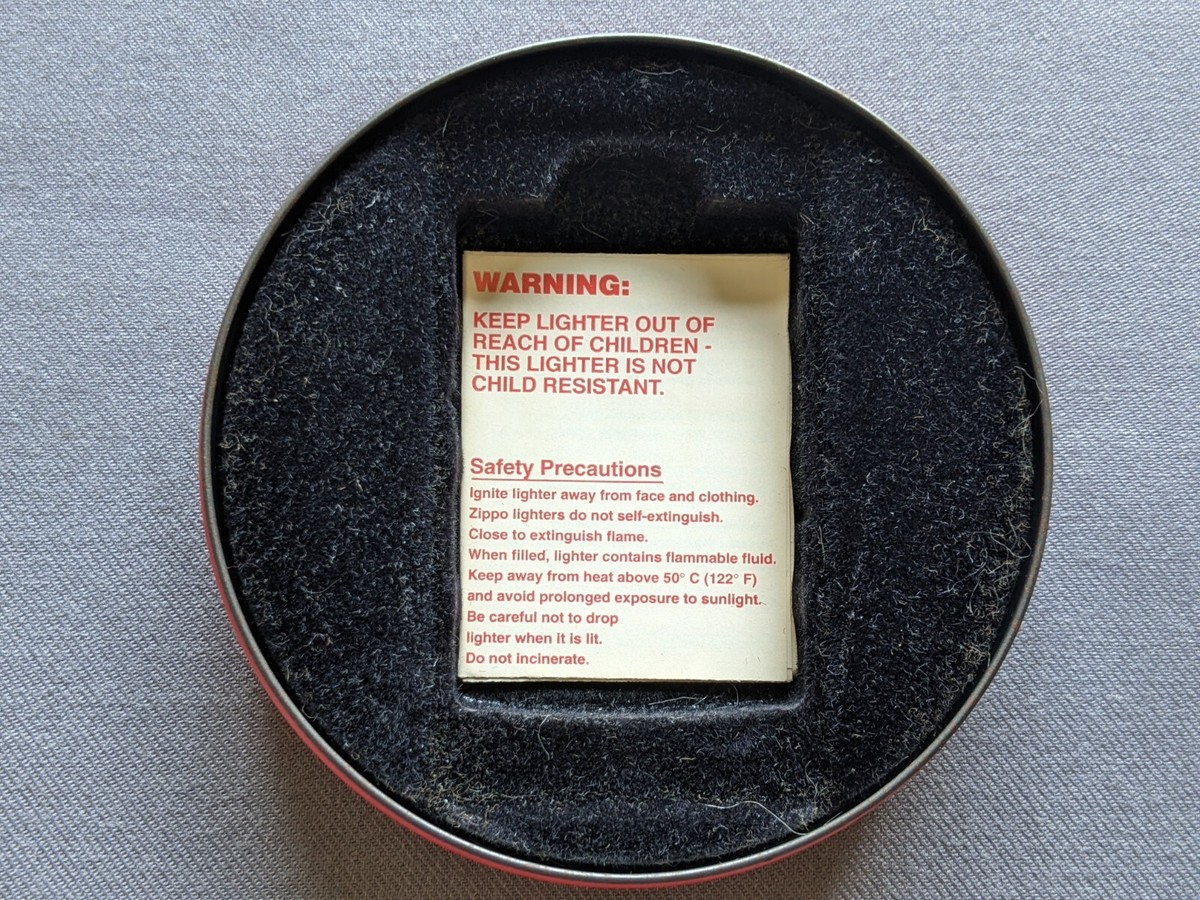 WARNING:
KEEP LIGHTER OUT OF
REACH OF CHILDREN -
THIS LIGHTER IS NOT
CHILD RESISTANT.
Safety Precautions
Ignite lighter away from face and clothing.
Zippo lighters do not self-extinguish.
Close to extinguish flame.
When filled, lighter contains flammable fluid.
Keep away from heat above 50° C (122° F)
and avoid prolonged exposure to sunlight.
Be careful not to drop
lighter when it is lit.
Do not incinerate.